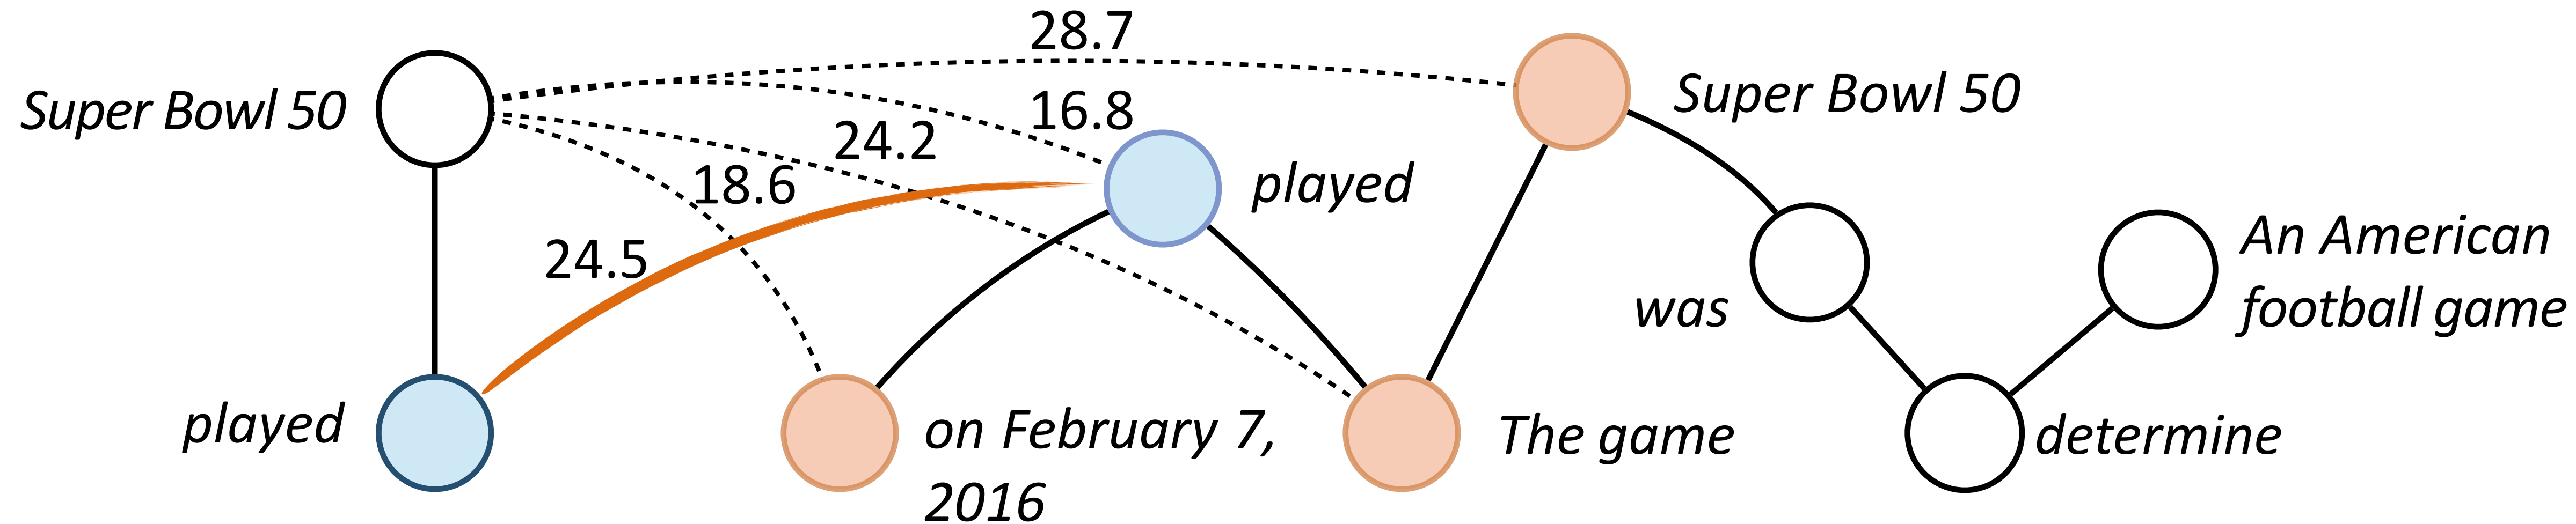 28.7
Super Bowl 50
Super Bowl 50
16.8
24.2
18.6
played
24.5
An American
football game
was
played
on February 7,
2016
The game
determine